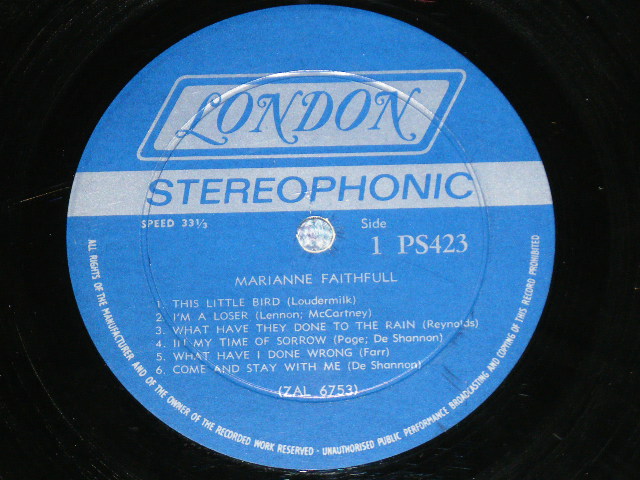 LONDON
STEREOPHONIC
SPEED 33⅓
Side
1 PS423
MARIANNE FAITHFULL
1. THIS LITTLE BIRD (Loudermilk)
2. I'M A LOSER (Lennon; McCartney)
3. WHAT HAVE THEY DONE TO THE RAIN (Reynolds)
4. IN MY TIME OF SORROW (Page; De Shannon)
5. WHAT HAVE I DONE WRONG (Farr)
6. COME AND STAY WITH ME (De Shannon)
(ZAL 6753)
ALL RIGHTS OF THE MANUFACTURER AND OF THE OWNER OF THE RECORDED WORK RESERVED - UNAUTHORISED PUBLIC PERFORMANCE BROADCASTING AND COPYING OF THIS RECORD PROHIBITED